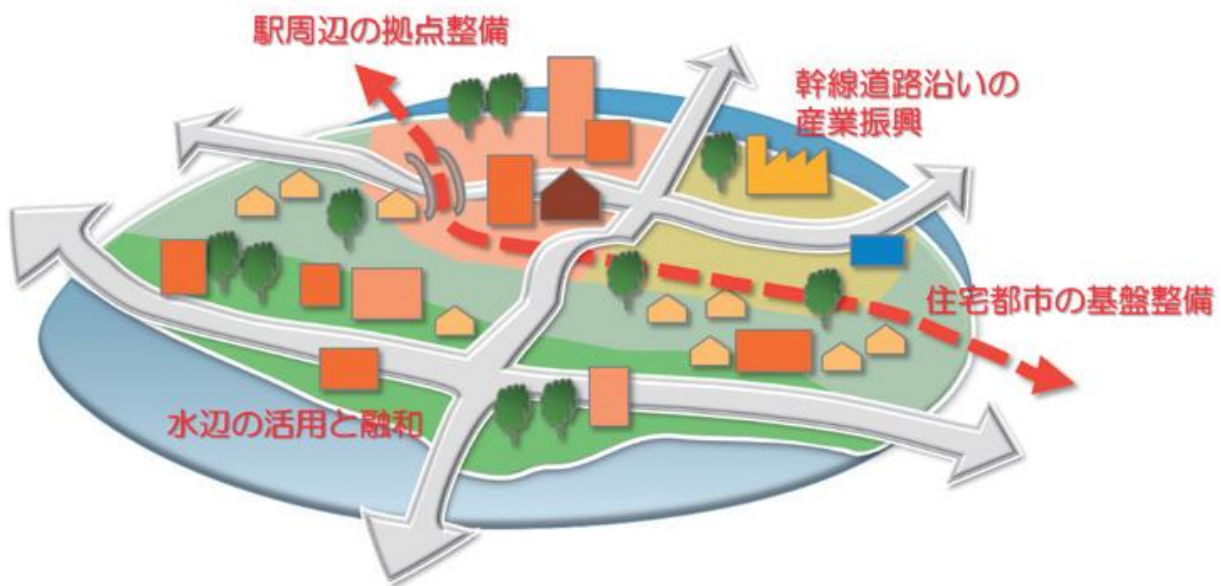 駅周辺の拠点整備
幹線道路沿いの
産業振興
住宅都市の基盤整備
水辺の活用と融和